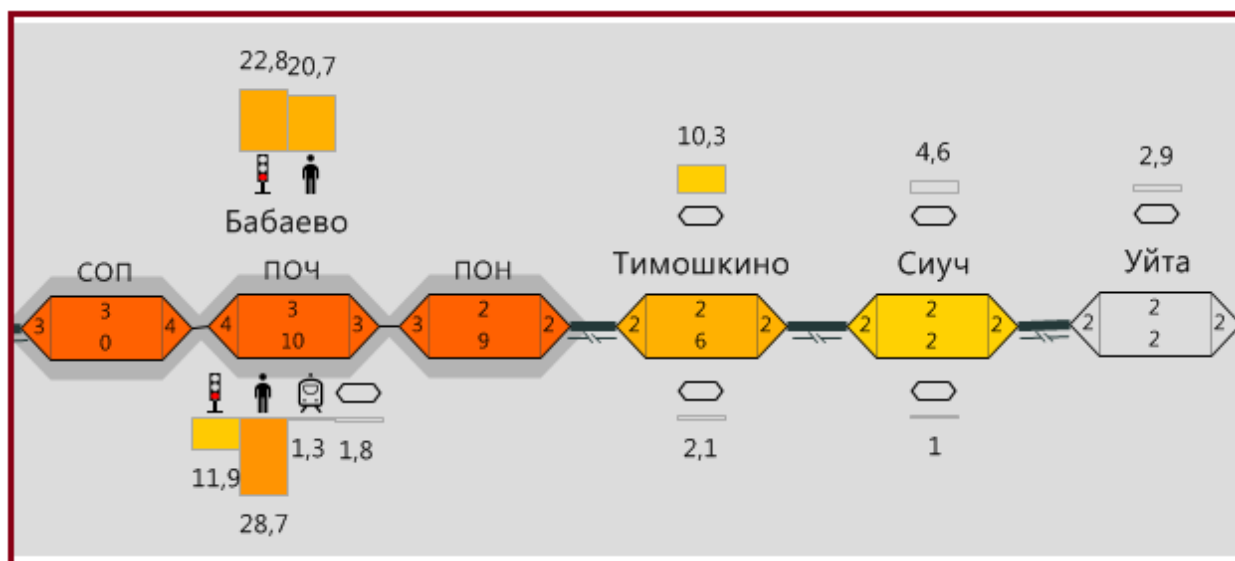 22,8 20,7
10,3
4,6
2,9
Бабаево
СОП
ПОЧ
ПОН
Тимошкино
Сиуч
Уйта
3 3 4
0
4 3 3
10
3 2 2
9
2 2 2
6
2 2 2
2
2 2 2
2
11,9
28,7
1,3
1,8
2,1
1